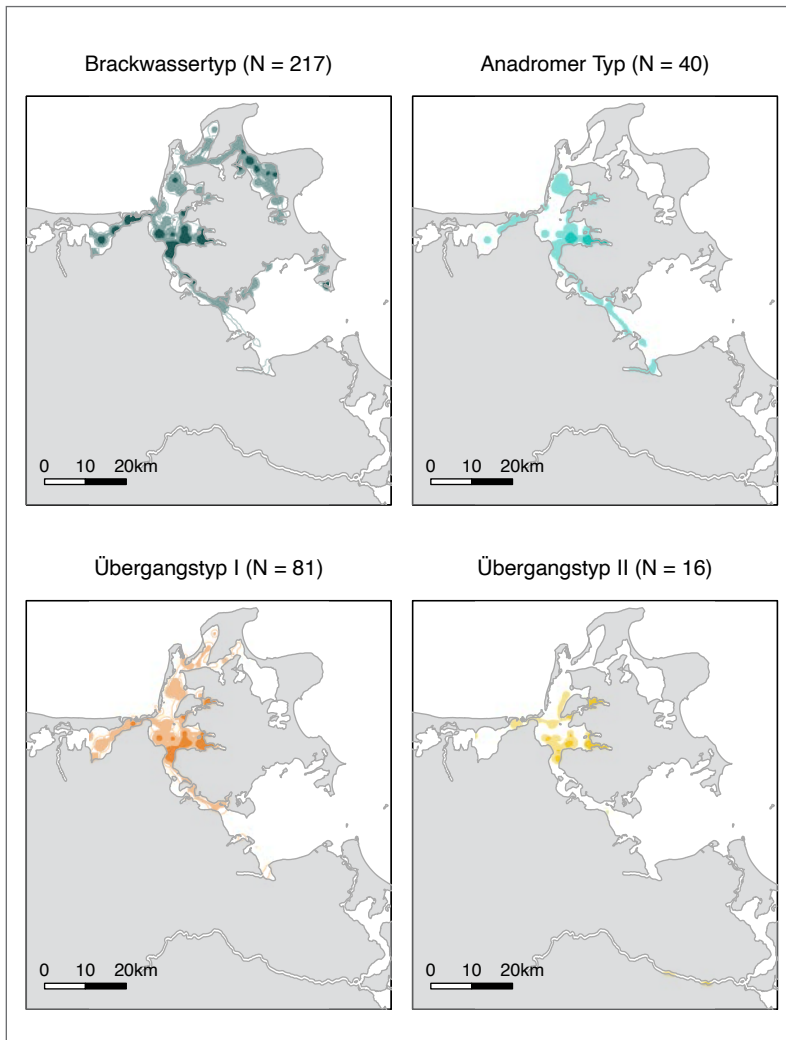 Brackwassertyp (N = 217)
Anadromer Typ (N = 40)
0 10 20km
0 10 20km
Übergangstyp I (N = 81)
Übergangstyp II (N = 16)
0 10 20km
0 10 20km